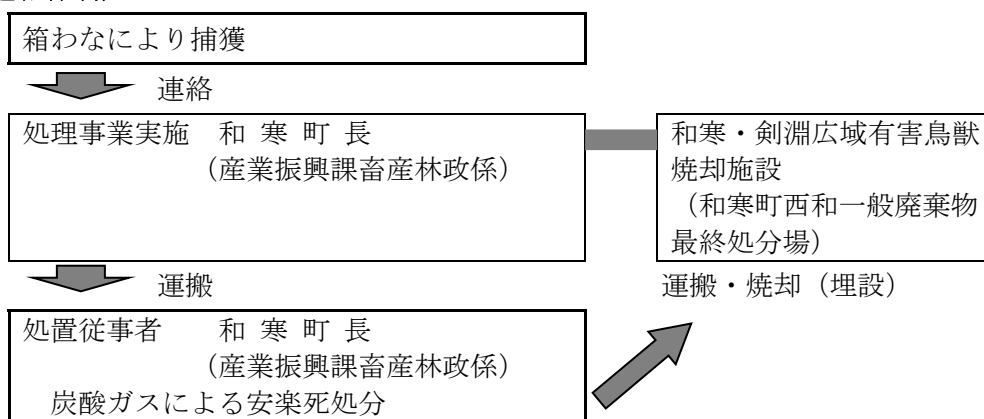 箱わなにより捕獲
連絡
処理事業実施　和 寒 町 長
（産業振興課畜産林政係）
和寒・剣淵広域有害鳥獣
焼却施設
（和寒町西和一般廃棄物
最終処分場）
運搬
運搬・焼却（埋設）
処置従事者　和 寒 町 長
（産業振興課畜産林政係）
炭酸ガスによる安楽死処分